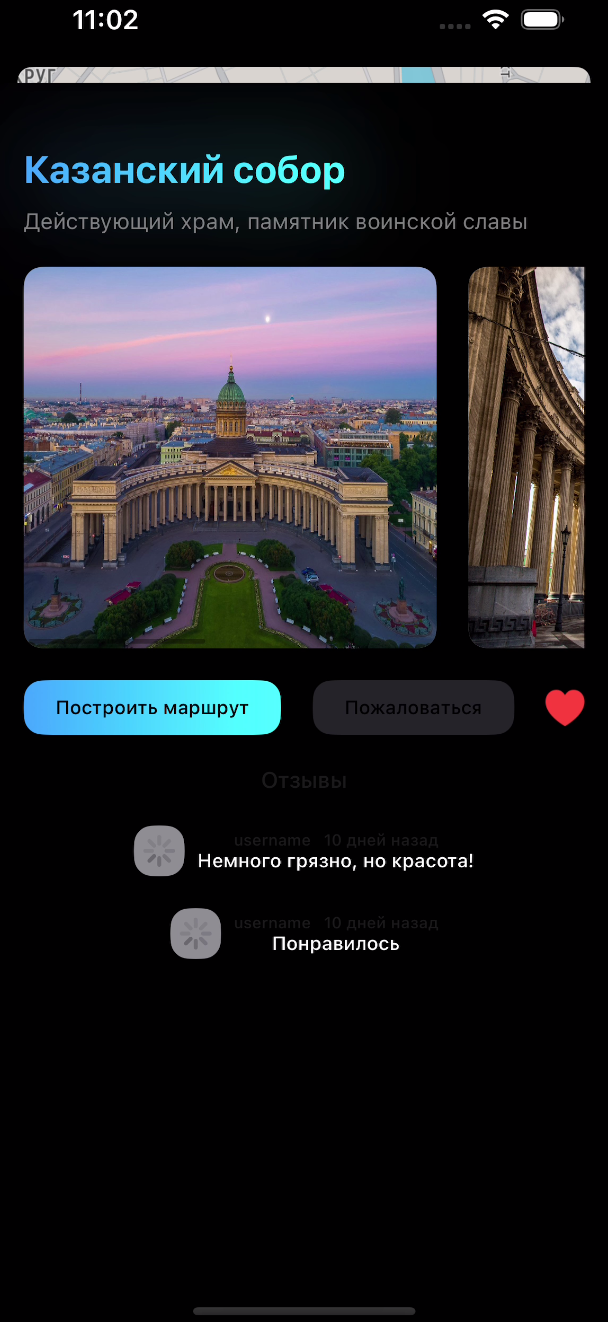 11:02
РУГ
Казанский собор
Действующий храм, памятник воинской славы
Построить маршрут
Пожаловаться
Отзывы
username 10 дней назад
Немного грязно, но красота!
username 10 дней назад
Понравилось